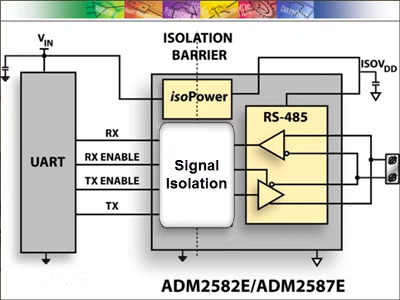 ISOLATION
BARRIER
VIN
ISOVDD
isoPower
RS-485
RX
RX ENABLE
UART
Signal
Isolation
TX ENABLE
TX
ADM2582E/ADM2587E